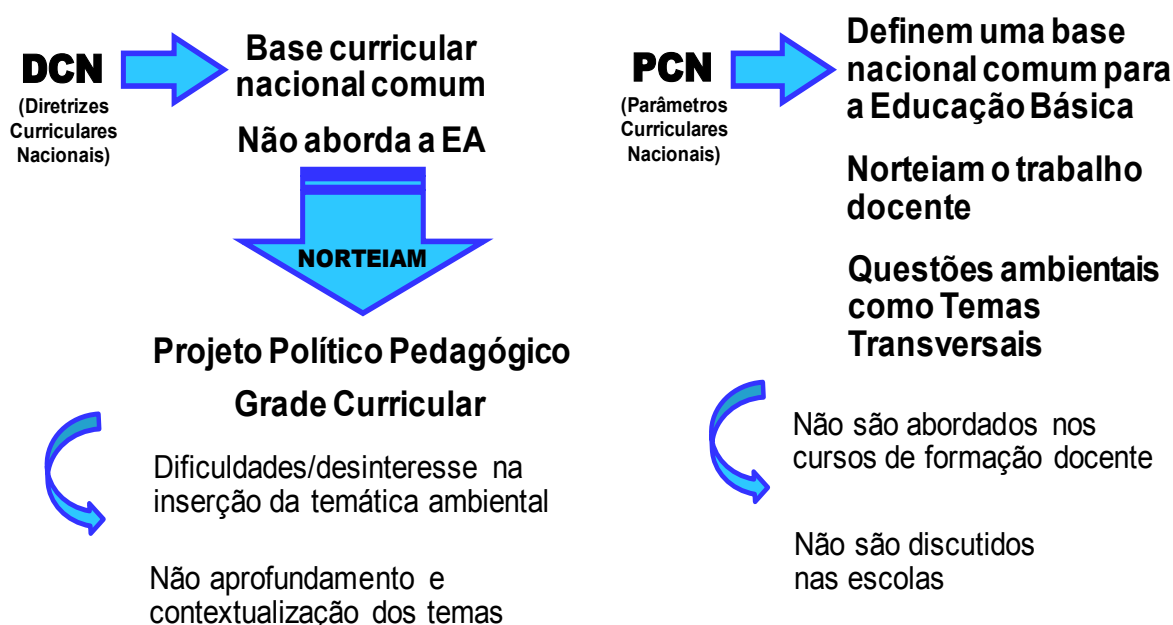 DCN
(Diretrizes
Curriculares
Nacionais)
Base curricular
nacional comum
Não aborda a EA
NORTEIAM
Projeto Político Pedagógico
Grade Curricular
Dificuldades/desinteresse na
inserção da temática ambiental
Não aprofundamento e
contextualização dos temas
PCN
(Parâmetros
Curriculares
Nacionais)
Definem uma base
nacional comum para
a Educação Básica
Norteiam o trabalho
docente
Questões ambientais
como Temas
Transversais
Não são abordados nos
cursos de formação docente
Não são discutidos
nas escolas